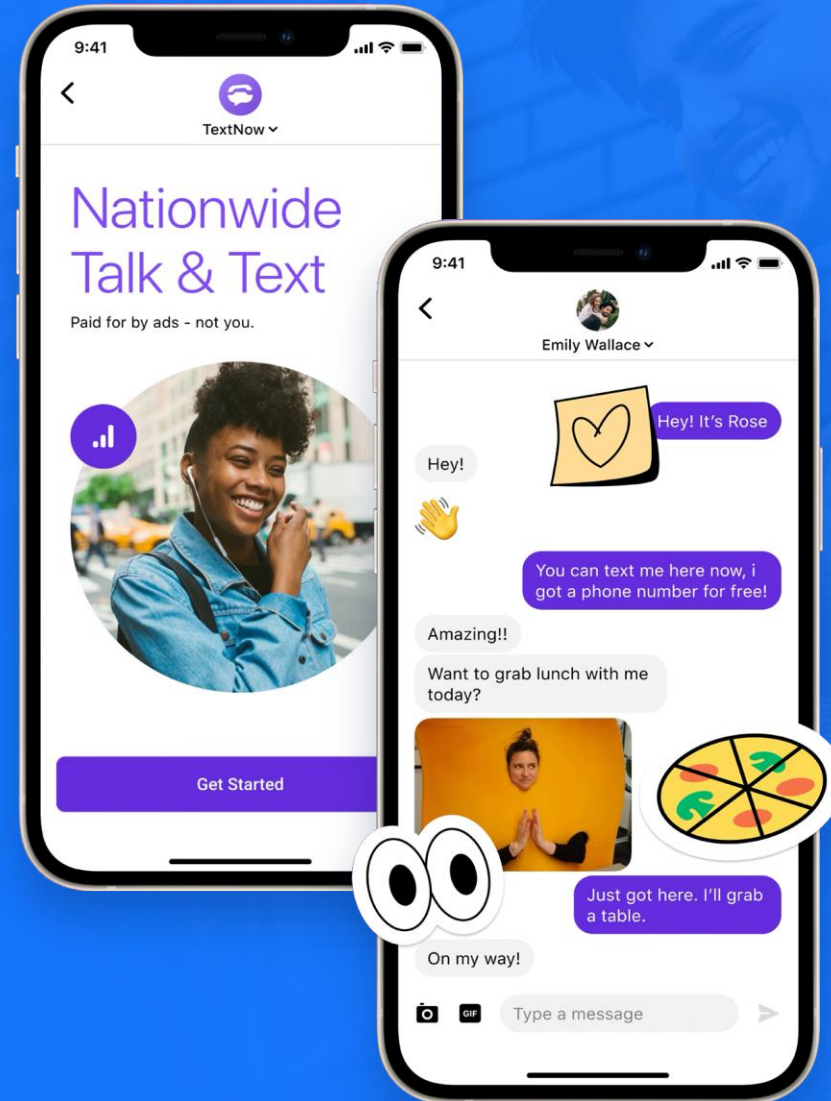 9:41
TextNow
Nationwide
Talk & Text
Paid for by ads - not you.
Get Started
9:41
Emily Wallace
Hey! It's Rose
Hey!
You can text me here now, i
got a phone number for free!
Amazing!!
Want to grab lunch with me
today?
Just got here. I'll grab
a table.
On my way!
GIF
Type a message